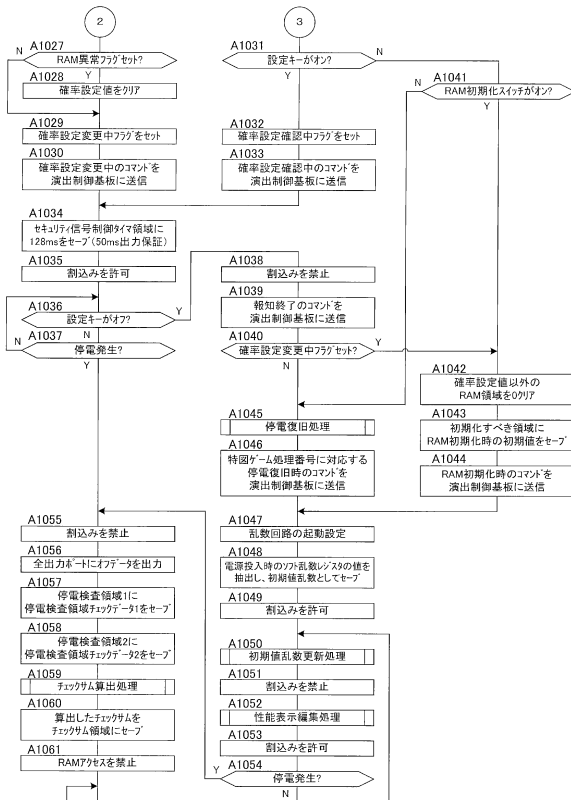 2
A1027
RAM異常フラグセット?
N
Y
A1028
確率設定値をクリア
A1029
確率設定変更中フラグをセット
A1030
確率設定変更中のコマンドを
演出制御基板に送信
3
A1031
設定キーがオン?
N
Y
A1032
確率設定確認中フラグをセット
A1033
確率設定確認中のコマンドを
演出制御基板に送信
A1041
RAM初期化スイッチがオン?
N
Y
A1034
セキュリティ信号制御タイマ領域に
128msをセーブ(50ms出力保証)
A1035
割込みを許可
A1036
設定キーがオフ?
Y
N
A1037
停電発生?
N
Y
A1038
割込みを禁止
A1039
報知終了のコマンドを
演出制御基板に送信
A1040
確率設定変更中フラグセット?
Y
N
A1042
確率設定値以外の
RAM領域を0クリア
A1043
初期化すべき領域に
RAM初期化時の初期値をセーブ
A1044
RAM初期化時のコマンドを
演出制御基板に送信
A1045
停電復旧処理
A1046
特図ゲーム処理番号に対応する
停電復旧時のコマンドを
演出制御基板に送信
A1047
乱数回路の起動設定
A1048
電源投入時のソフト乱数レジスタの値を
抽出し、初期値乱数としてセーブ
A1049
割込みを許可
A1050
初期値乱数更新処理
A1051
割込みを禁止
A1052
性能表示編集処理
A1053
割込みを許可
A1054
停電発生?
Y
N
A1055
割込みを禁止
A1056
全出力ポートにオフデータを出力
A1057
停電検査領域1に
停電検査領域チェックデータ1をセーブ
A1058
停電検査領域2に
停電検査領域チェックデータ2をセーブ
A1059
チェックサム算出処理
A1060
算出したチェックサムを
チェックサム領域にセーブ
A1061
RAMアクセスを禁止